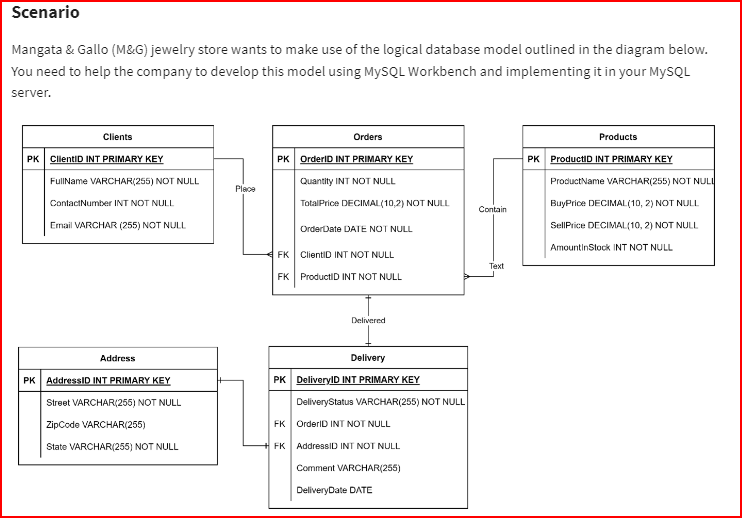 Scenario
Mangata & Gallo (M&G) jewelry store wants to make use of the logical database model outlined in the diagram below.
You need to help the company to develop this model using MySQL Workbench and implementing it in your MySQL
server.
Clients
PK ClientID INT PRIMARY KEY
FullName VARCHAR(255) NOT NULL
ContactNumber INT NOT NULL
Email VARCHAR (255) NOT NULL
Place
Orders
PK OrderID INT PRIMARY KEY
Quantity INT NOT NULL
TotalPrice DECIMAL(10,2) NOT NULL
OrderDate DATE NOT NULL
FK ClientID INT NOT NULL
FK ProductID INT NOT NULL
Contain
Text
Products
PK ProductID INT PRIMARY KEY
ProductName VARCHAR(255) NOT NULL
BuyPrice DECIMAL(10, 2) NOT NULL
SellPrice DECIMAL(10, 2) NOT NULL
AmountInStock INT NOT NULL
Delivered
Address
PK AddressID INT PRIMARY KEY
Street VARCHAR(255) NOT NULL
ZipCode VARCHAR(255)
State VARCHAR(255) NOT NULL
Delivery
PK DeliveryID INT PRIMARY KEY
DeliveryStatus VARCHAR(255) NOT NULL
FK OrderID INT NOT NULL
FK AddressID INT NOT NULL
Comment VARCHAR(255)
DeliveryDate DATE